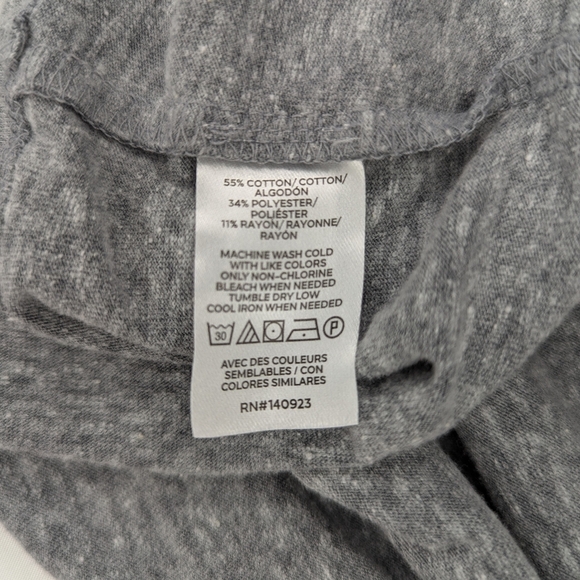 55% COTTON/ COTTON/
ALGODÓN
34% POLYESTER/
POLIÉSTER
11% RAYON/RAYONNE/
RAYÓN
MACHINE WASH COLD
WITH LIKE COLORS
ONLY NON-CHLORINE
BLEACH WHEN NEEDED
TUMBLE DRY LOW
COOL IRON WHEN NEEDED
30 P
AVEC DES COULEURS
SEMBLABLES / CON
COLORES SIMILARES
RN#140923